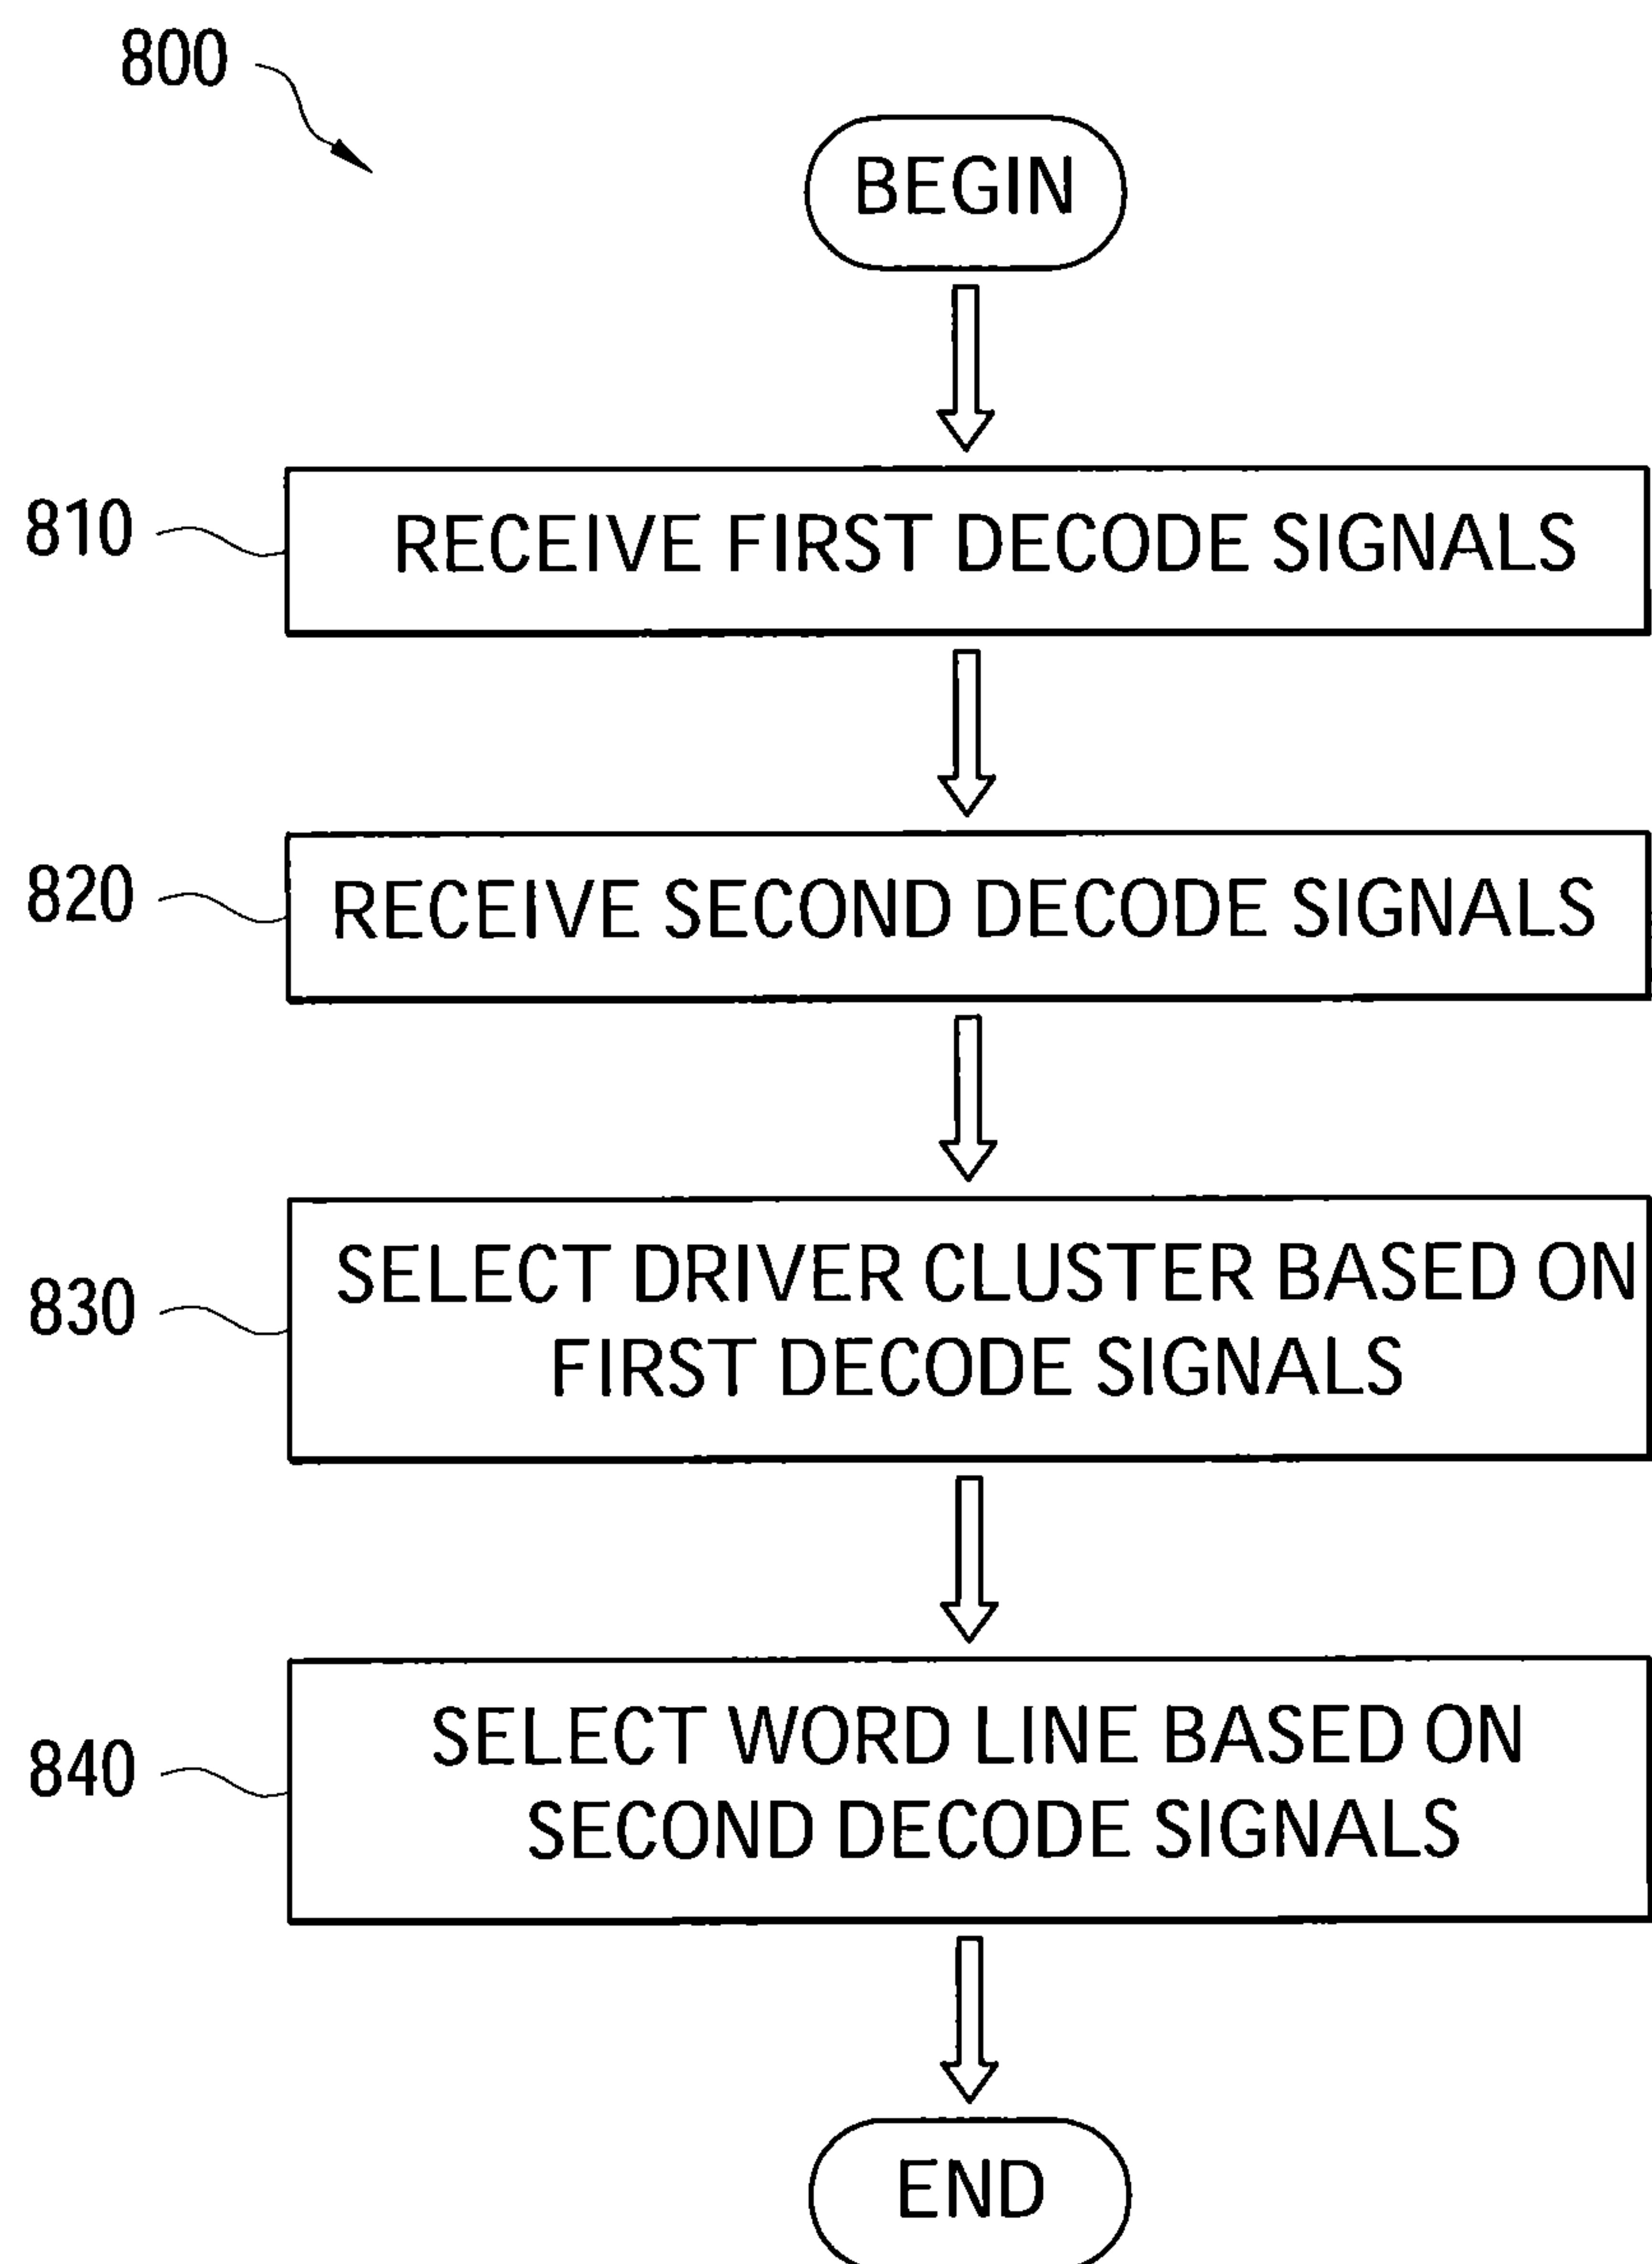 800
BEGIN
810
RECEIVE FIRST DECODE SIGNALS
820
RECEIVE SECOND DECODE SIGNALS
830
SELECT DRIVER CLUSTER BASED ON
FIRST DECODE SIGNALS
840
SELECT WORD LINE BASED ON
SECOND DECODE SIGNALS
END